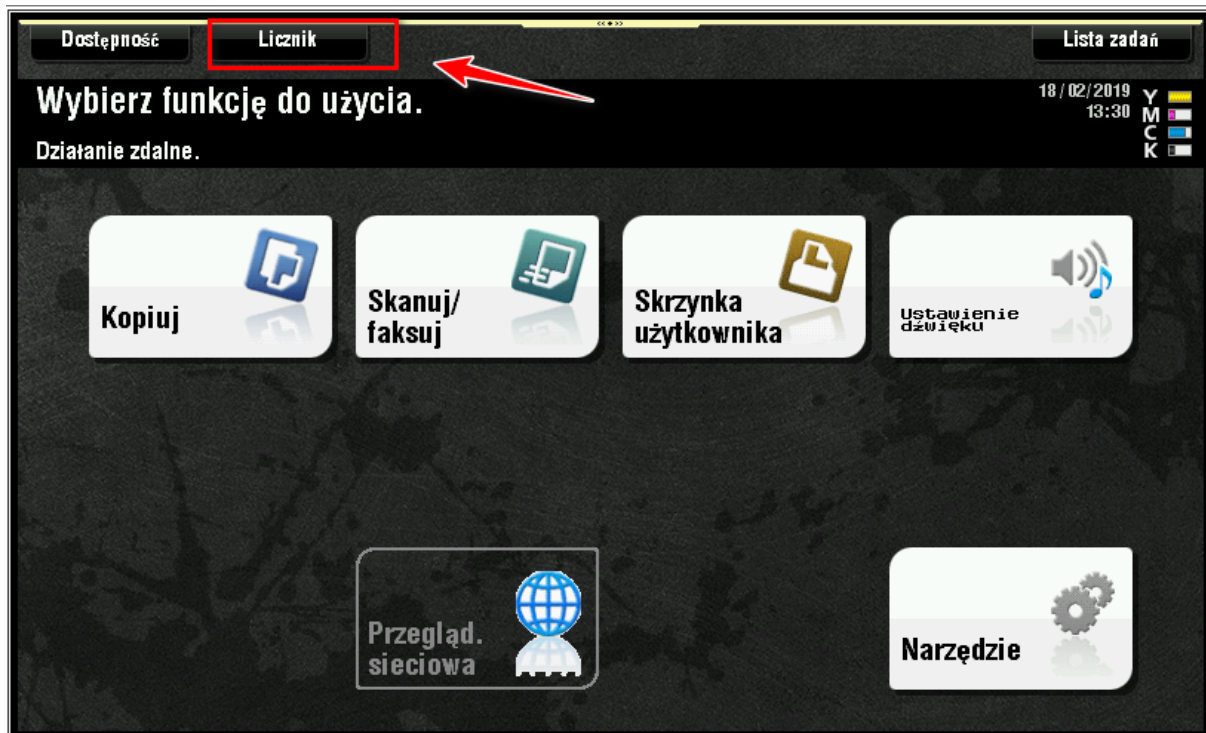 Dostępność
Licznik
Lista zadań
Wybierz funkcję do użycia.
18/02/2019
13:30
Działanie zdalne.
Y
M
C
K
Kopiuj
Skanuj/
faksuj
Skrzynka
użytkownika
Ustawienie
dźwięku
Przegląd.
sieciowa
Narzędzie